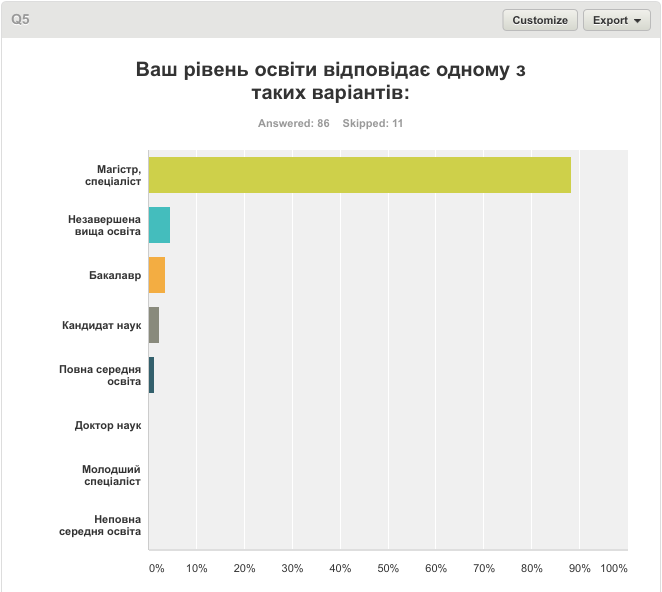 Q5
Customize
Export
Ваш рівень освіти відповідає одному з
таких варіантів:
Answered: 86 Skipped: 11
Магістр,
спеціаліст
Незавершена
вища освіта
Бакалавр
Кандидат наук
Повна середня
освіта
Доктор наук
Молодший
спеціаліст
Неповна
середня освіта
0% 10% 20% 30% 40% 50% 60% 70% 80% 90% 100%